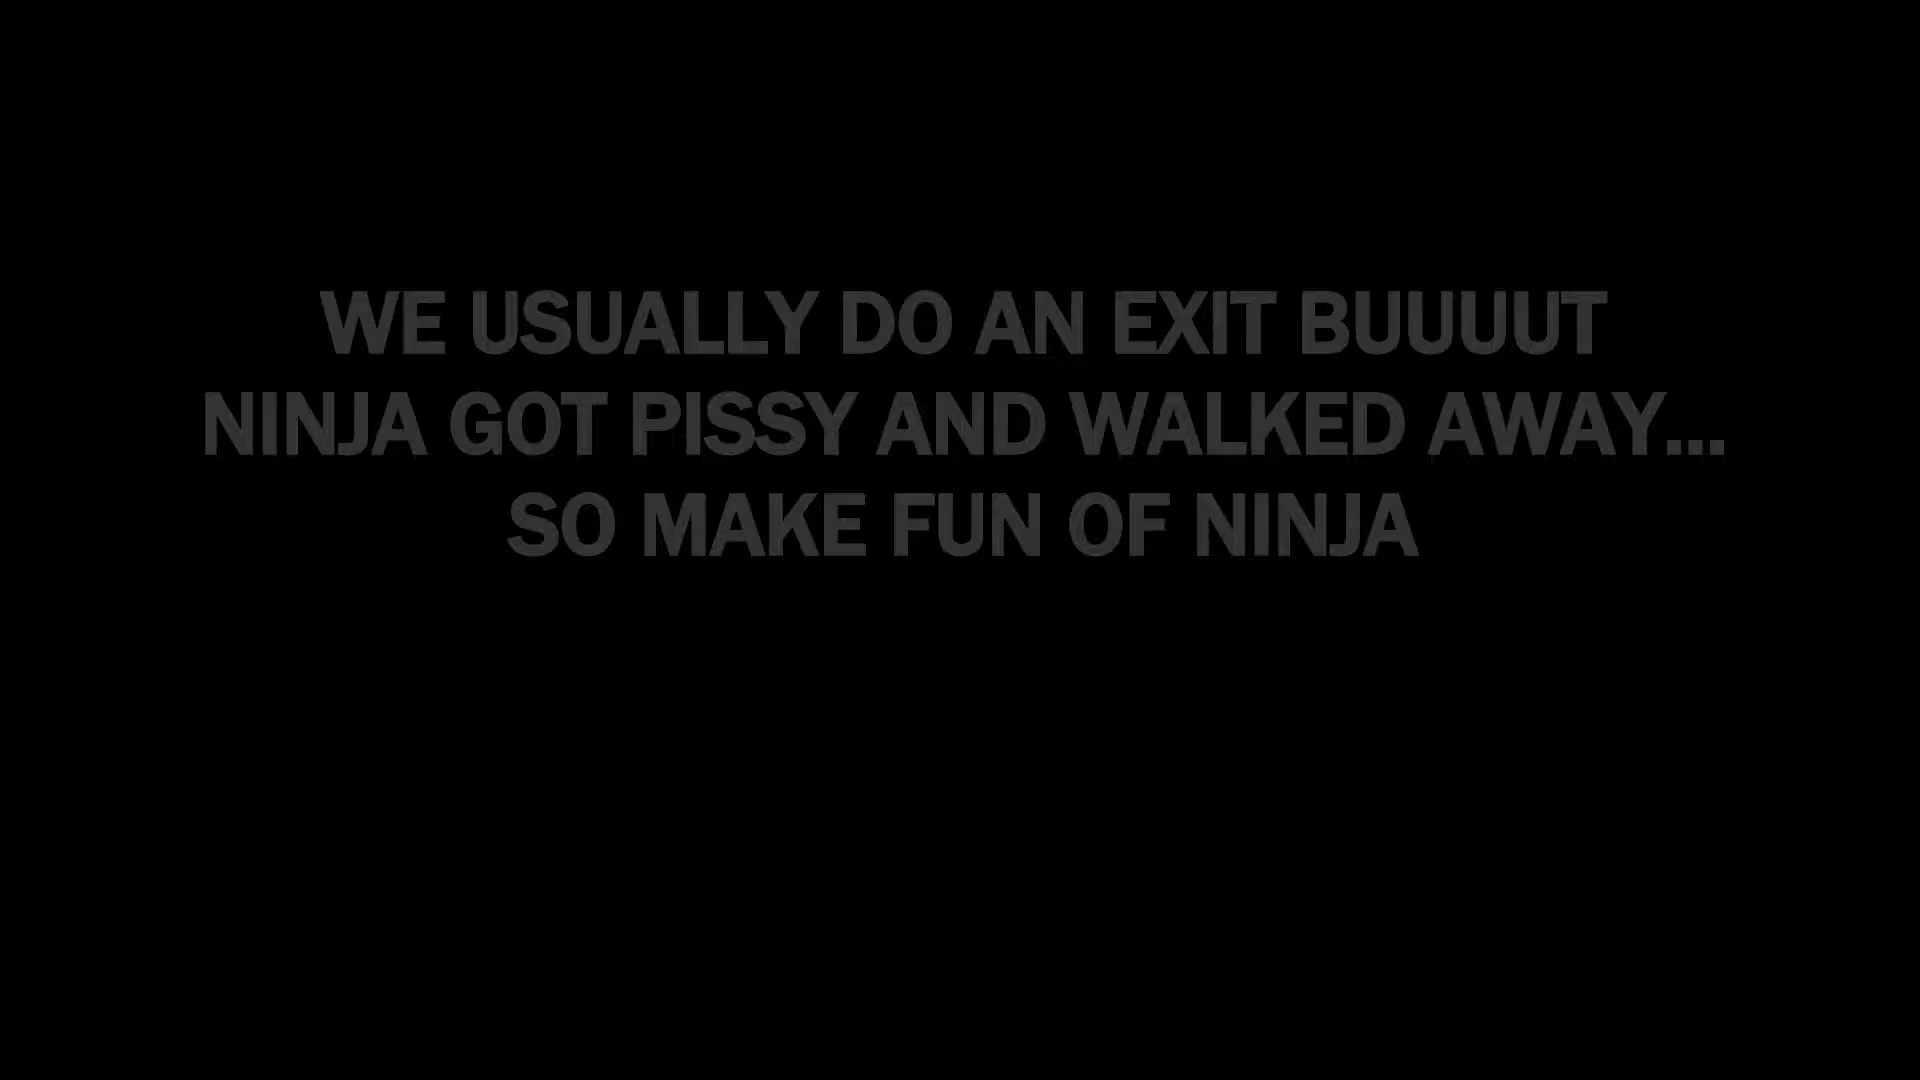 WE USUALLY DO AN EXIT BUUUUT
NINJA GOT PISSY AND WALKED AWAY...
SO MAKE FUN OF NINJA